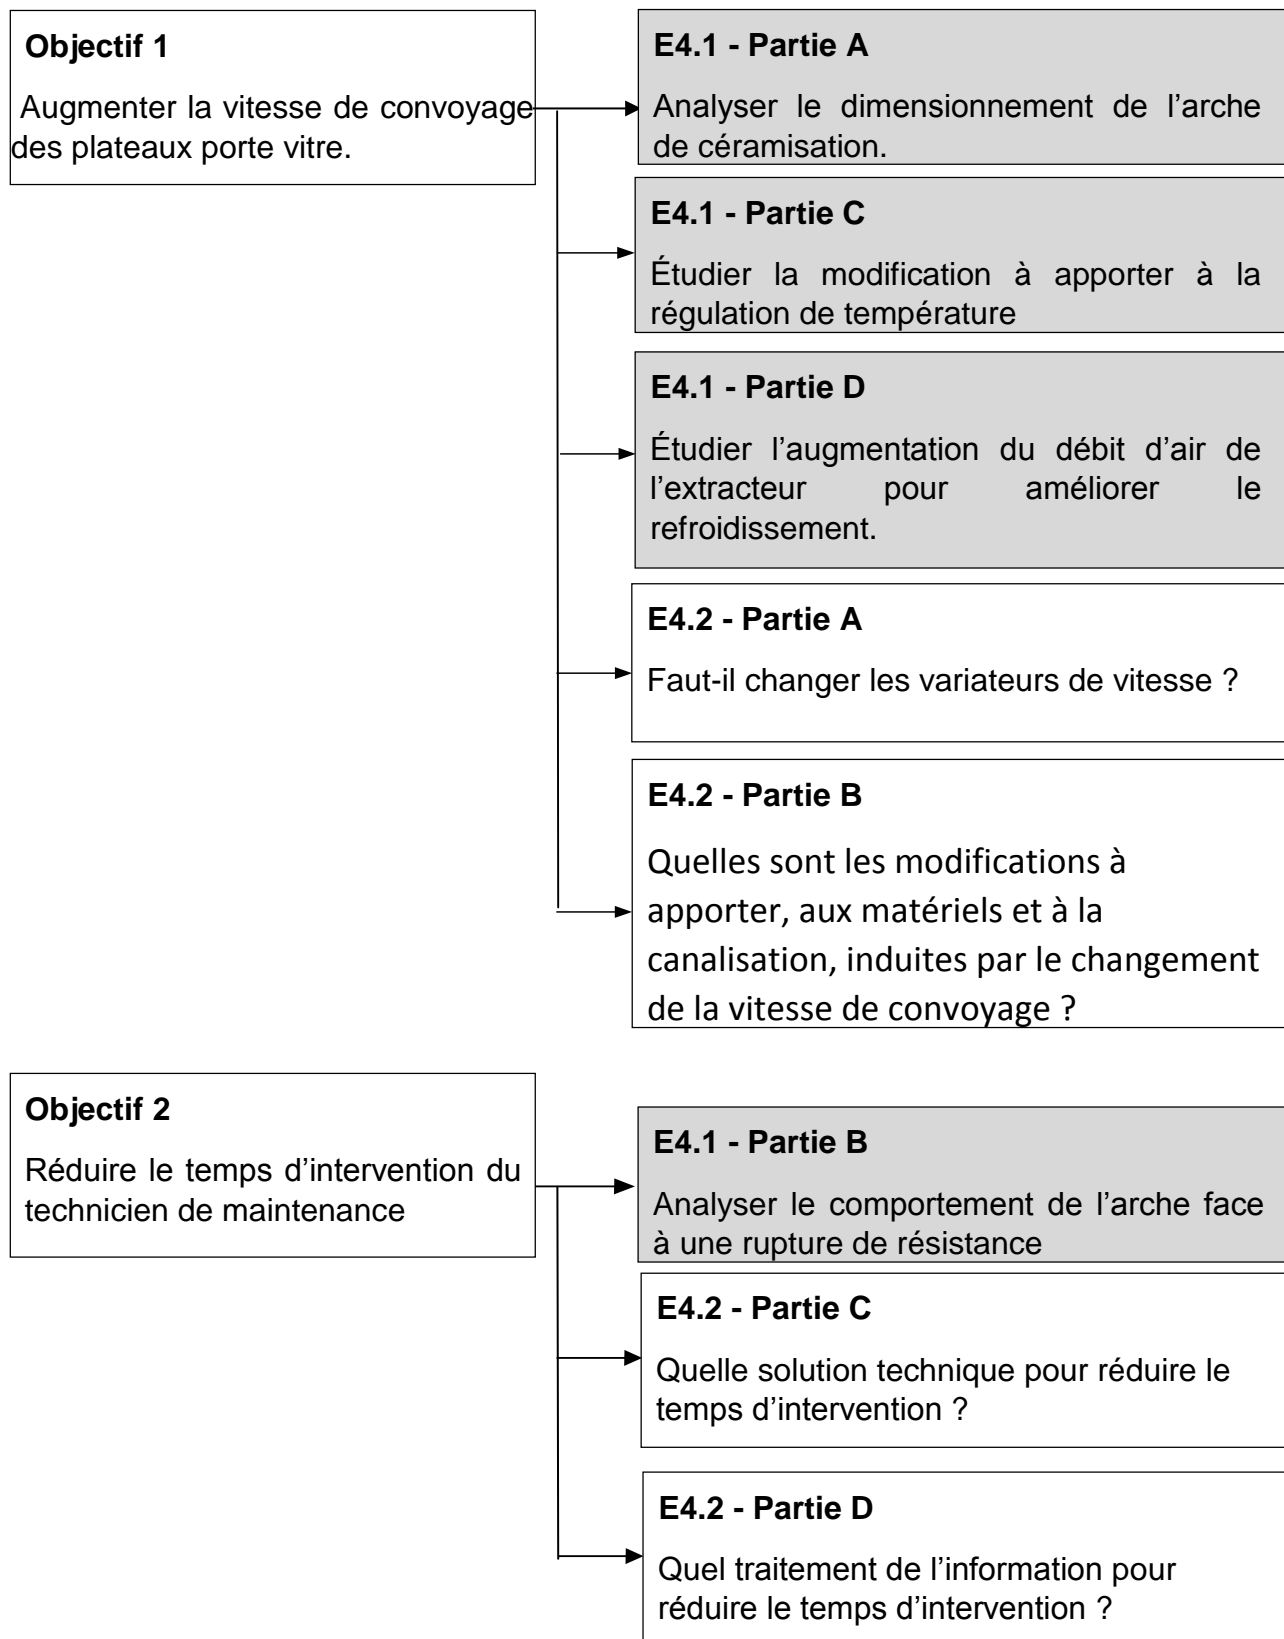 Objectif 1
Augmenter la vitesse de convoyage
des plateaux porte vitre.
E4.1 - Partie A
Analyser le dimensionnement de l’arche
de céramisation.
E4.1 - Partie C
Étudier la modification à apporter à la
régulation de température
E4.1 - Partie D
Étudier l’augmentation du débit d’air de
l’extracteur pour améliorer le
refroidissement.
E4.2 - Partie A
Faut-il changer les variateurs de vitesse ?
E4.2 - Partie B
Quelles sont les modifications à
apporter, aux matériels et à la
canalisation, induites par le changement
de la vitesse de convoyage ?
Objectif 2
Réduire le temps d’intervention du
technicien de maintenance
E4.1 - Partie B
Analyser le comportement de l’arche face
à une rupture de résistance
E4.2 - Partie C
Quelle solution technique pour réduire le
temps d’intervention ?
E4.2 - Partie D
Quel traitement de l’information pour
réduire le temps d’intervention ?